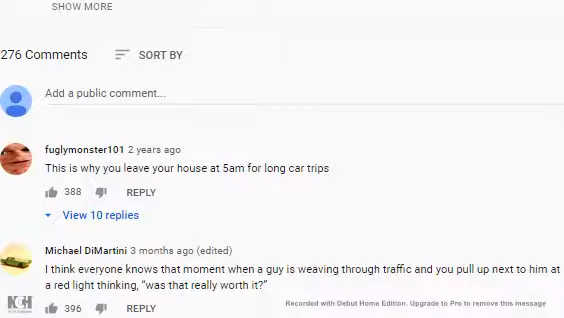 SHOW MORE
276 Comments SORT BY
Add a public comment...
fuglymonster101 2 years ago
This is why you leave your house at 5am for long car trips
388 REPLY
View 10 replies
Michael DiMartini 3 months ago (edited)
I think everyone knows that moment when a guy is weaving through traffic and you pull up next to him at
a red light thinking, “was that really worth it?”
NCH
Recorded with Debut Home Edition. Upgrade to Pro to remove this message
396 REPLY